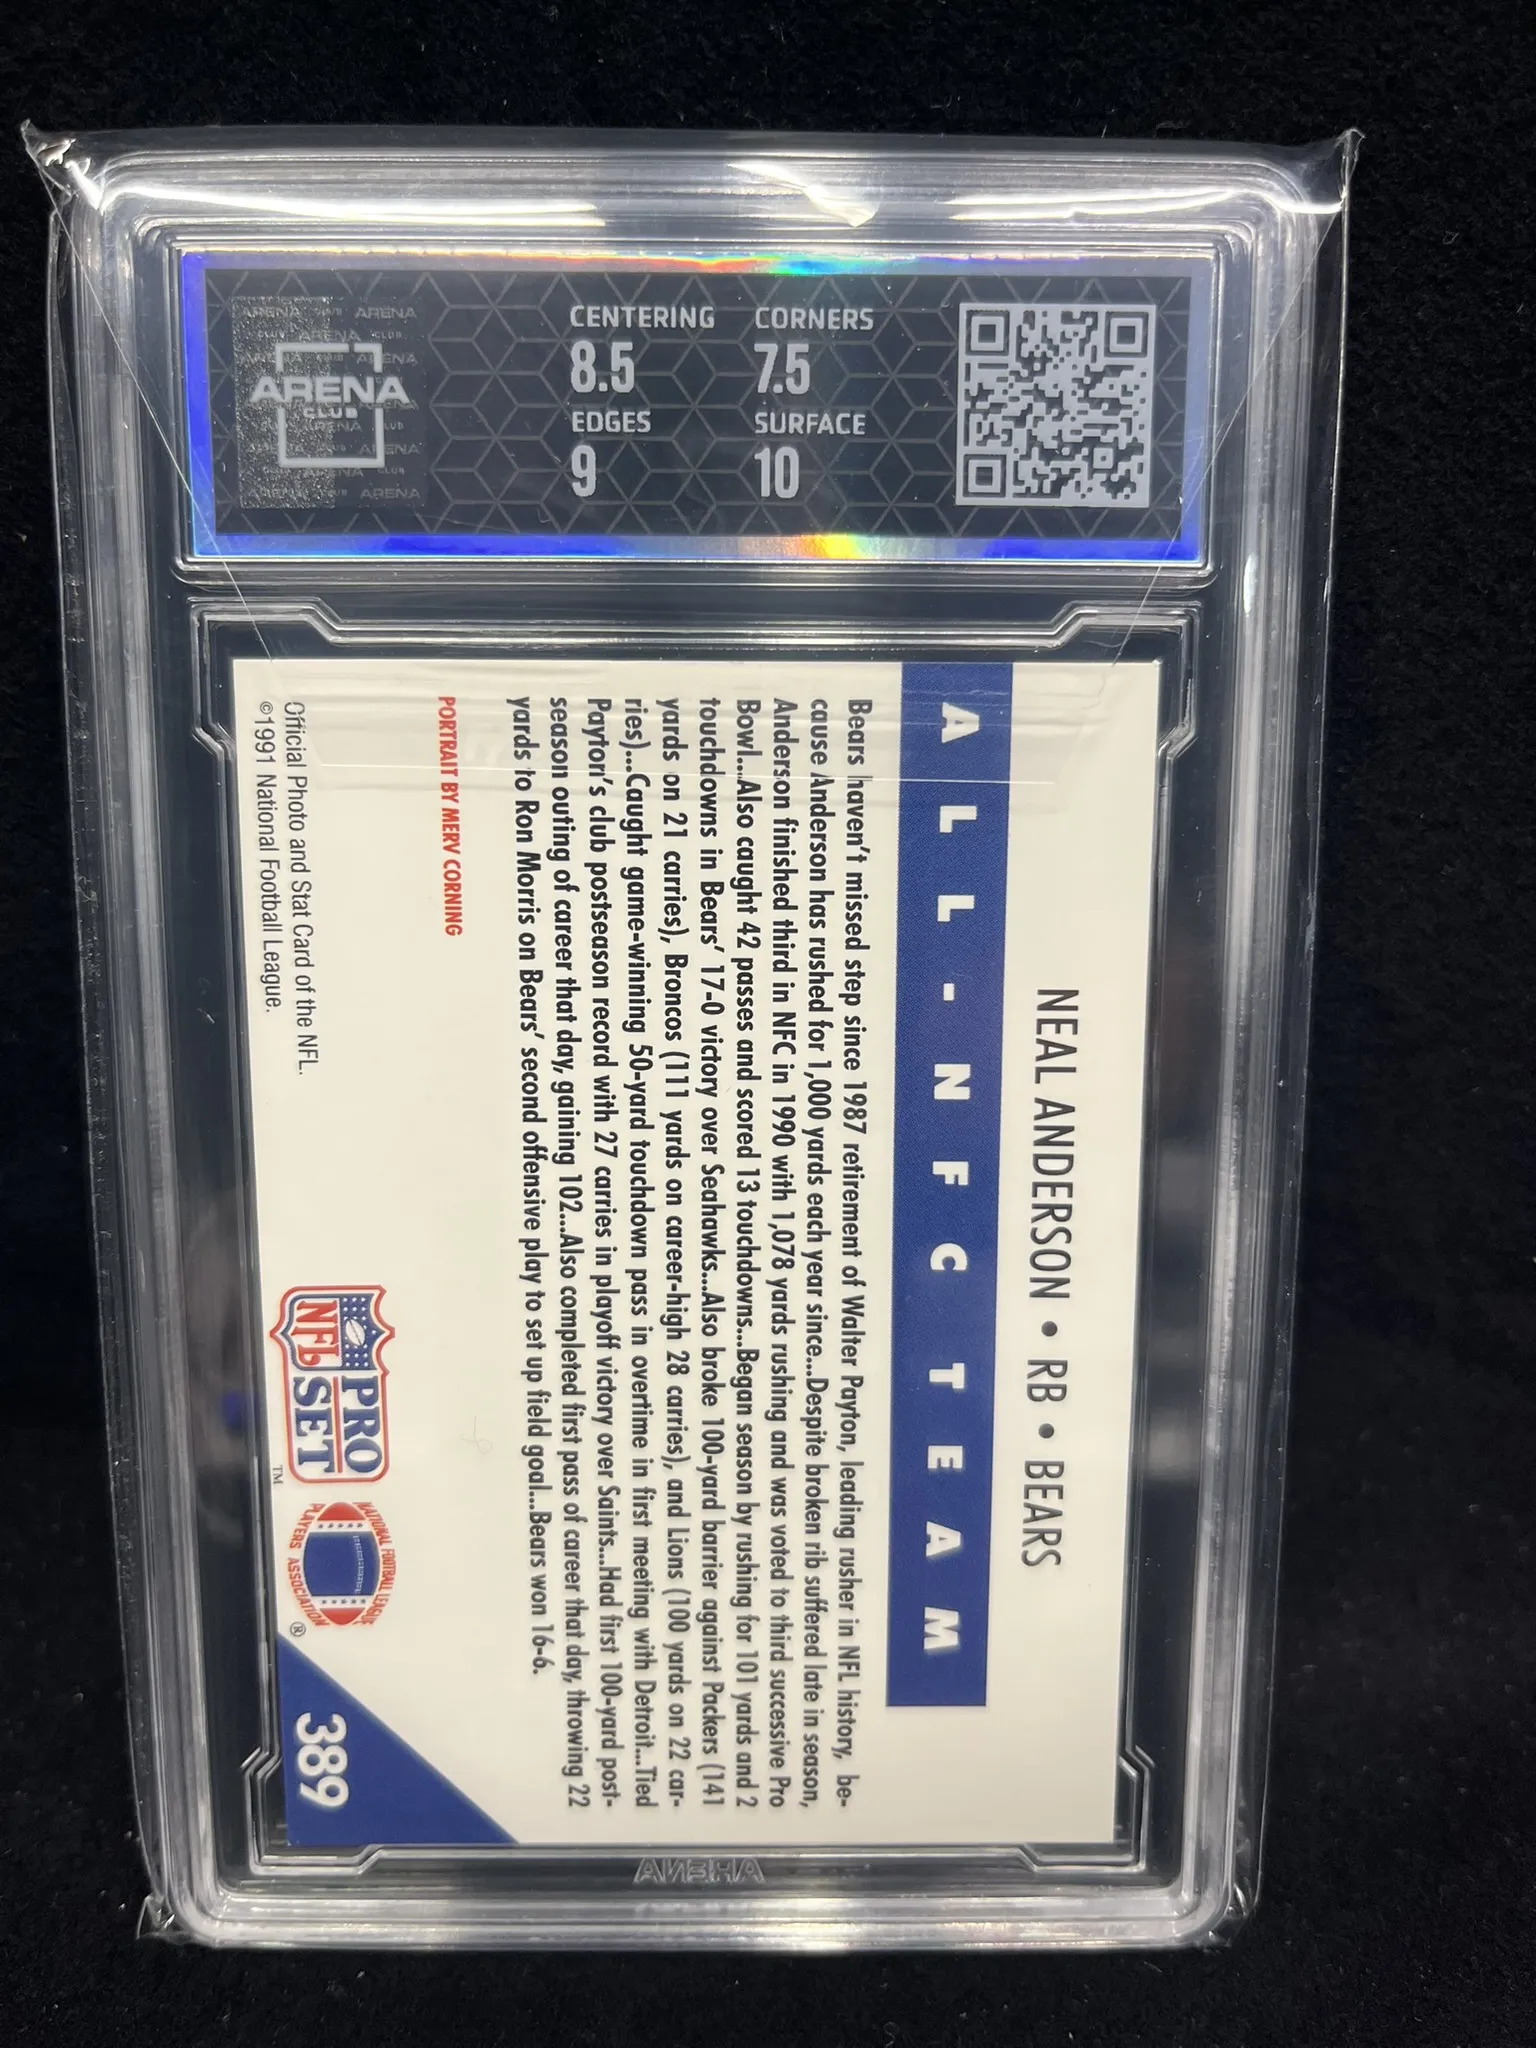 ARENA
CLUB
CENTERING
8.5
CORNERS
7.5
EDGES
9
SURFACE
10
NEAL ANDERSON • RB • BEARS
ALL-NFC TEAM
Bears haven't missed step since 1987 retirement of Walter Payton, leading rusher in NFL history, be-
cause Anderson has rushed for 1,000 yards each year since...Despite broken rib suffered late in season,
Anderson finished third in NFC in 1990 with 1,078 yards rushing and was voted to third successive Pro
Bowl...Also caught 42 passes and scored 13 touchdowns...Began season by rushing for 101 yards and 2
touchdowns in Bears' 17-0 victory over Seahawks...Also broke 100-yard barrier against Packers (141
yards on 21 carries), Broncos (111 yards on career-high 28 carries), and Lions (100 yards on 22 car-
ries)...Caught game-winning 50-yard touchdown pass in overtime in first meeting with Detroit...Tied
Payton's club postseason record with 27 carries in playoff victory over Saints...Had first 100-yard post-
season outing of career that day, gaining 102...Also completed first pass of career that day, throwing 22
yards to Ron Morris on Bears' second offensive play to set up field goal...Bears won 16-6.
PORTRAIT BY MERV CORNING
Official Photo and Stat Card of the NFL.
©1991 National Football League.
NFL PRO SET
TM
NATIONAL FOOTBALL LEAGUE
PLAYERS ASSOCIATION
®
389
ARENA